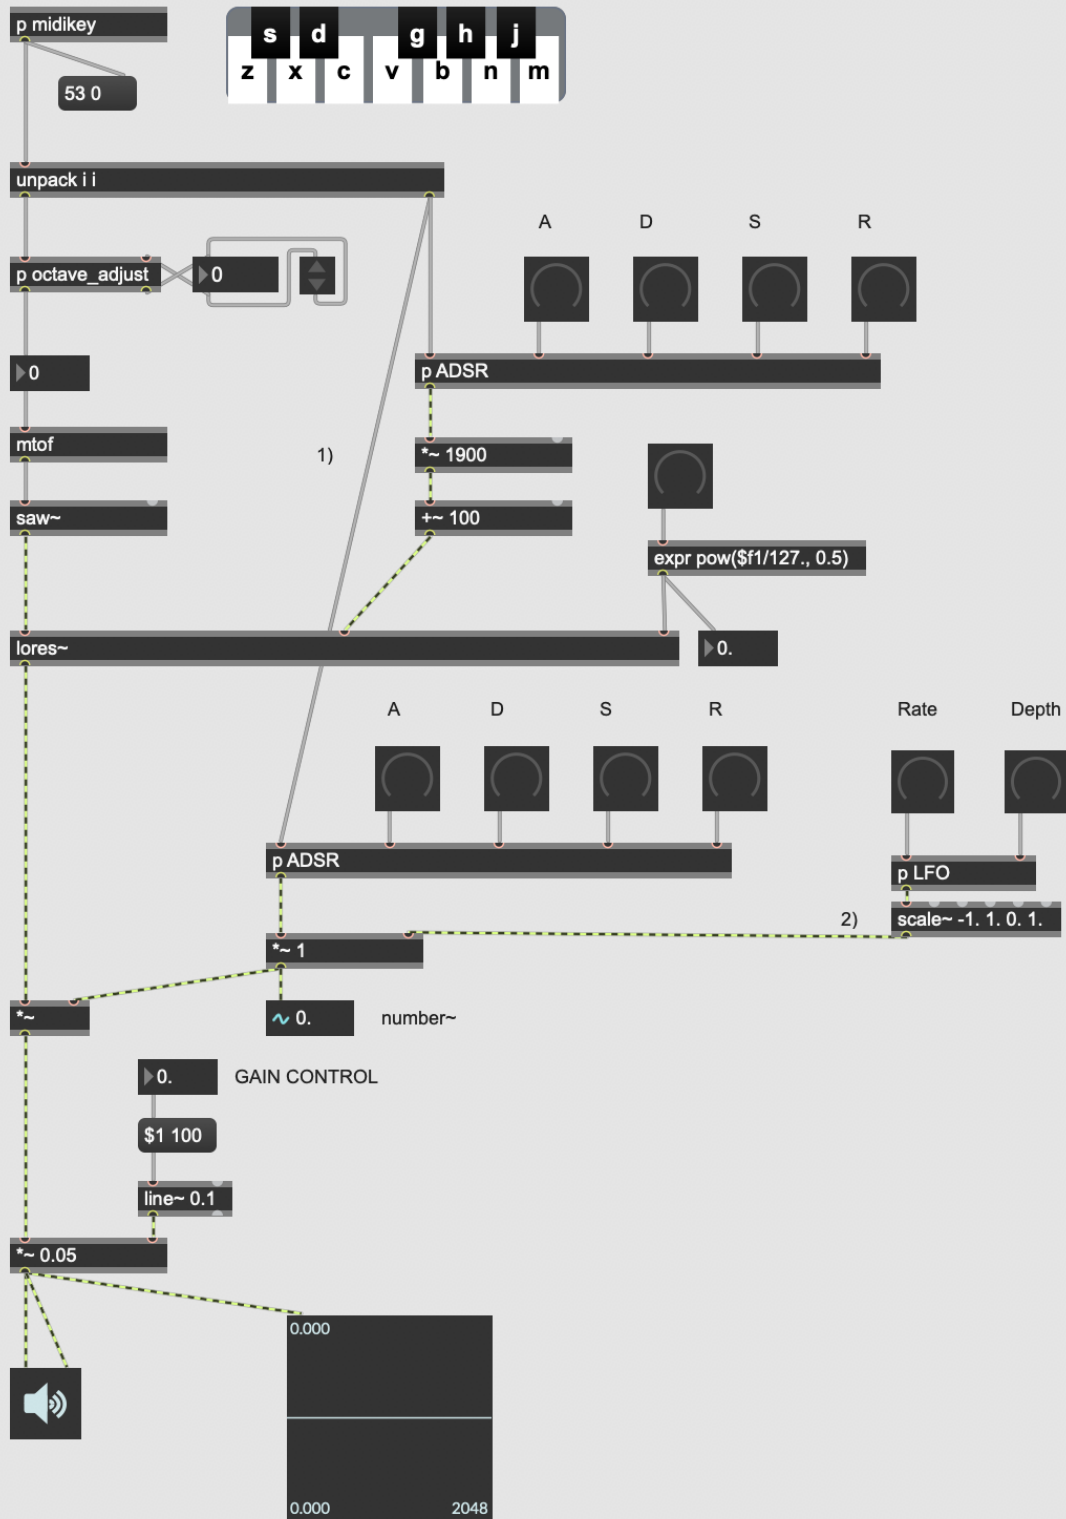 p midikey
s d g h j
z x c v b n m
53 0
unpack i i
A D S R
p octave_adjust
0
0
p ADSR
mtof
1)
*~ 1900
saw~
+~ 100
expr pow($f1/127., 0.5)
lores~
0.
A D S R
Rate Depth
p ADSR
p LFO
2)
scale~ -1. 1. 0. 1.
*~ 1
*~
0.
number~
0.
GAIN CONTROL
$1 100
line~ 0.1
*~ 0.05
0.000
0.000 2048